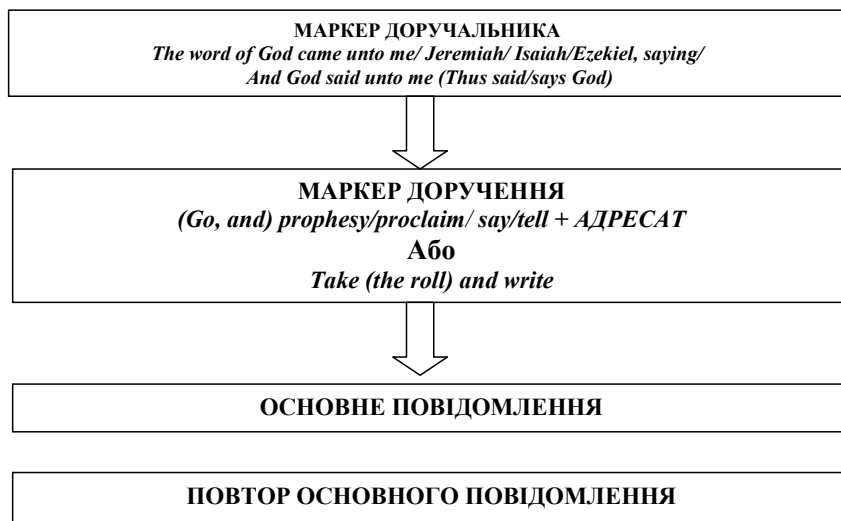 МАРКЕР ДОРУЧАЛЬНИКА
The word of God came unto me/ Jeremiah/ Isaiah/Ezekiel, saying/
And God said unto me (Thus said/says God)
МАРКЕР ДОРУЧЕННЯ
(Go, and) prophesy/proclaim/ say/tell + АДРЕСАТ
Або
Take (the roll) and write
ОСНОВНЕ ПОВІДОМЛЕННЯ
ПОВТОР ОСНОВНОГО ПОВІДОМЛЕННЯ